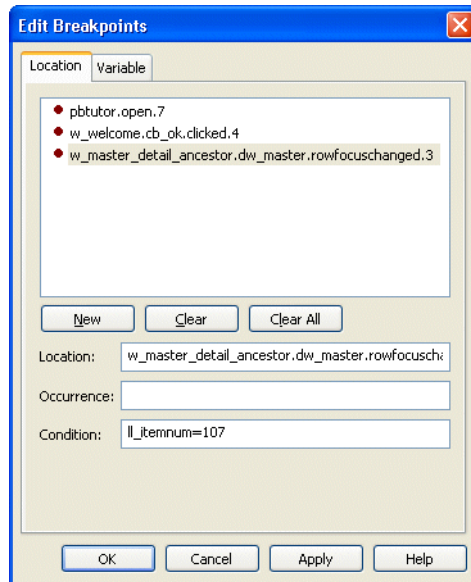 Edit Breakpoints
Location Variable
pbtutor.open.7
w_welcome.cb_ok.clicked.4
w_master_detail_ancestor.dw_master.rowfocuschanged.3
New Clear Clear All
Location: w_master_detail_ancestor.dw_master.rowfocuscha
Occurrence:
Condition: ll_itemnum=107
OK Cancel Apply Help